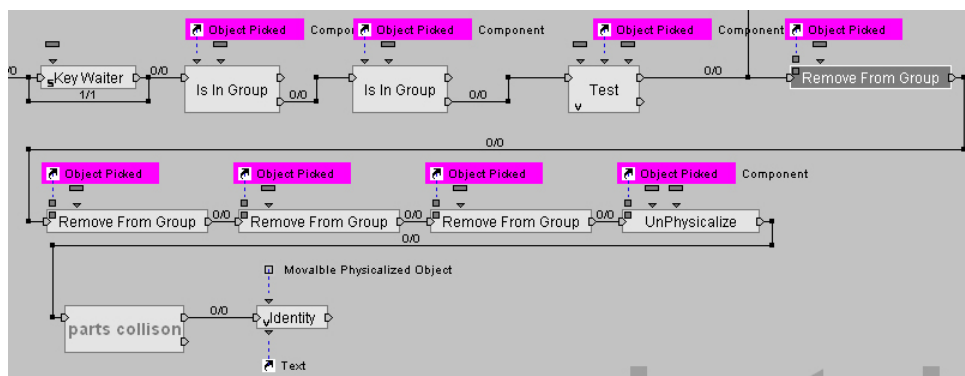 Object Picked Compo Object Picked Component Object Picked Component Object Picked
0/0 Key Waiter 0/0 Is In Group 0/0 Is In Group 0/0 Test 0/0 Remove From Group
s
1/1
V
0/0
Object Picked Object Picked Object Picked Object Picked Component
Remove From Group 0/0 Remove From Group 0/0 Remove From Group 0/0 UnPhysicalize
0/0
Movalble Physicalized Object
parts collison 0/0 Identity
V
Text